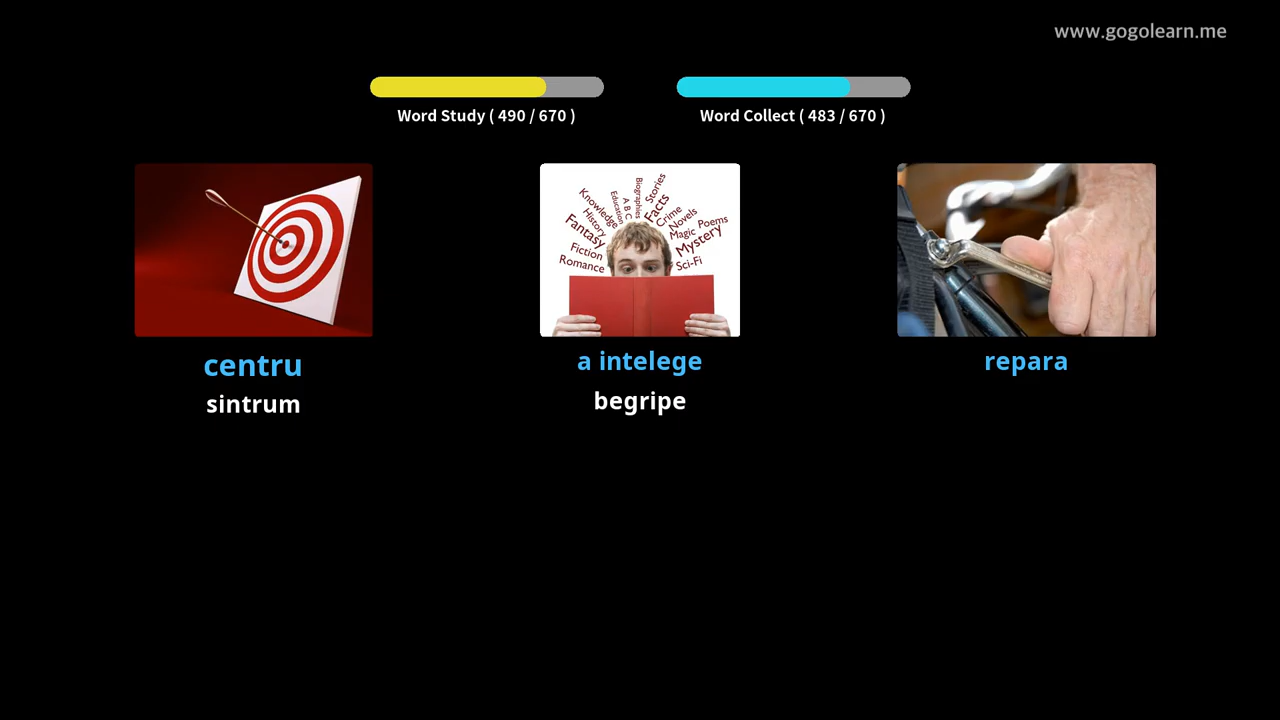 www.gogolearn.me
Word Study ( 490 / 670 )
Word Collect ( 483 / 670 )
Knowledge
History
Education
A B C
Biographies
Stories
Facts
Crime
Novels
Magic
Poems
Mystery
Sci-Fi
Fantasy
Fiction
Romance
centru
a intelege
repara
sintrum
begripe